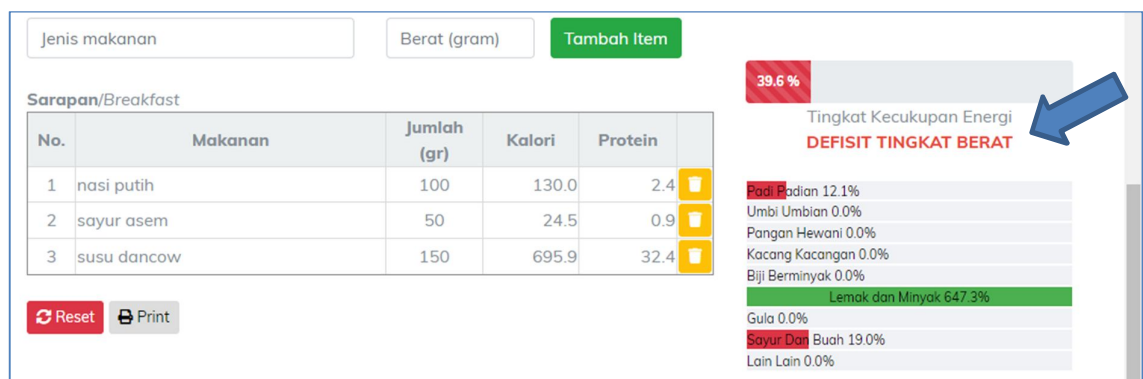 Jenis makanan Berat (gram) Tambah Item
Sarapan/Breakfast
No. Makanan Jumlah (gr) Kalori Protein
1 nasi putih 100 130.0 2.4
2 sayur asem 50 24.5 0.9
3 susu dancow 150 695.9 32.4
Reset Print
39.6 %
Tingkat Kecukupan Energi
DEFISIT TINGKAT BERAT
Padi Padian 12.1%
Umbi Umbian 0.0%
Pangan Hewani 0.0%
Kacang Kacangan 0.0%
Biji Berminyak 0.0%
Lemak dan Minyak 647.3%
Gula 0.0%
Sayur Dan Buah 19.0%
Lain Lain 0.0%